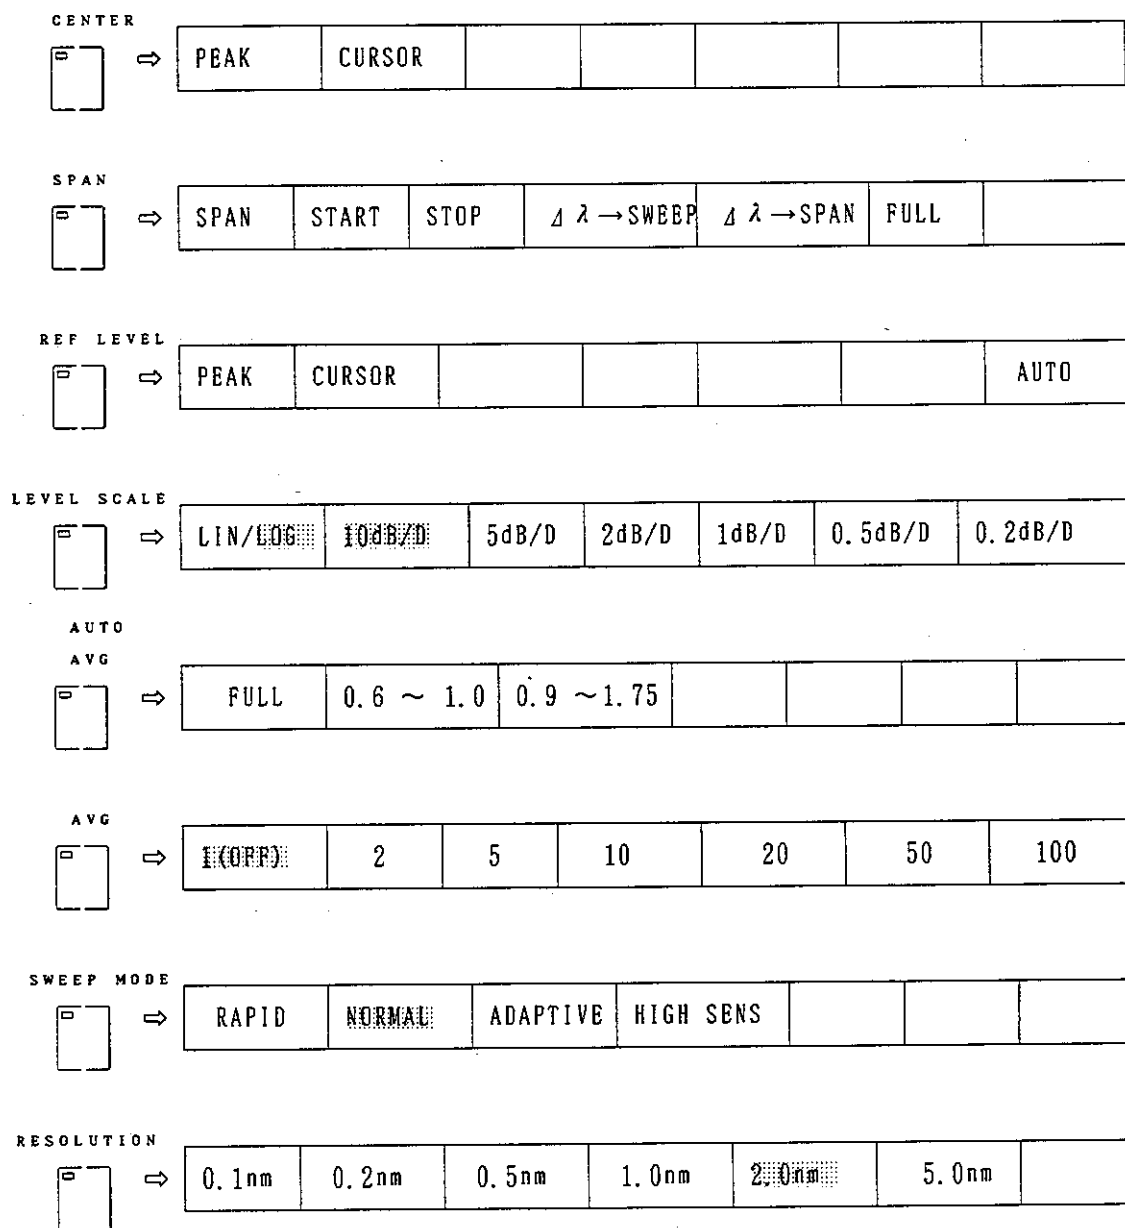 CENTER
PEAK CURSOR
SPAN
SPAN START STOP Δλ→SWEEP Δλ→SPAN FULL
REF LEVEL
PEAK CURSOR AUTO
LEVEL SCALE
LIN/LOG 10dB/D 5dB/D 2dB/D 1dB/D 0.5dB/D 0.2dB/D
AUTO
AVG
FULL 0.6 ~ 1.0 0.9 ~1.75
AVG
1(OFF) 2 5 10 20 50 100
SWEEP MODE
RAPID NORMAL ADAPTIVE HIGH SENS
RESOLUTION
0.1nm 0.2nm 0.5nm 1.0nm 2.0nm 5.0nm